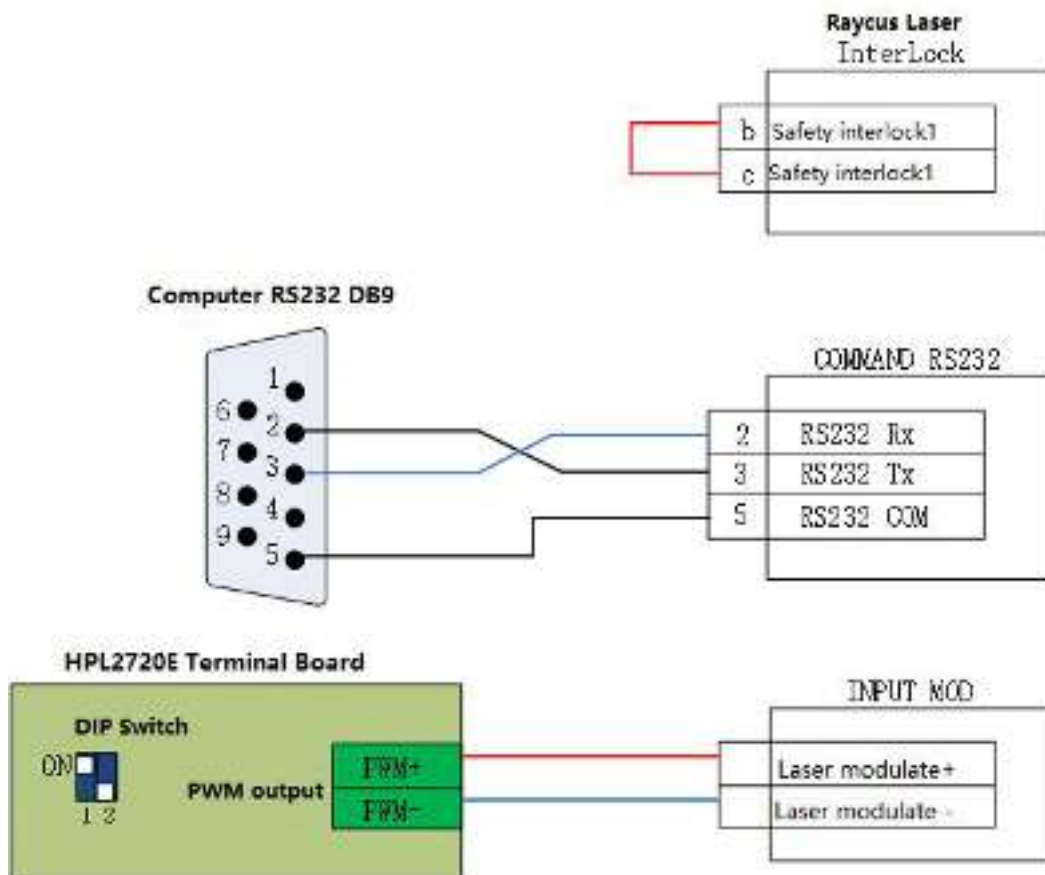 Raycus Laser
InterLock
b Safety interlock1
c Safety interlock1
Computer RS232 DB9
1
6
2
7
3
8
4
9
5
COMMAND RS232
2 RS232 Rx
3 RS232 Tx
5 RS232 COM
HPL2720E Terminal Board
DIP Switch
ON
1 2
PWM output
PWM+
PWM-
INPUT MOD
Laser modulate+
Laser modulate -